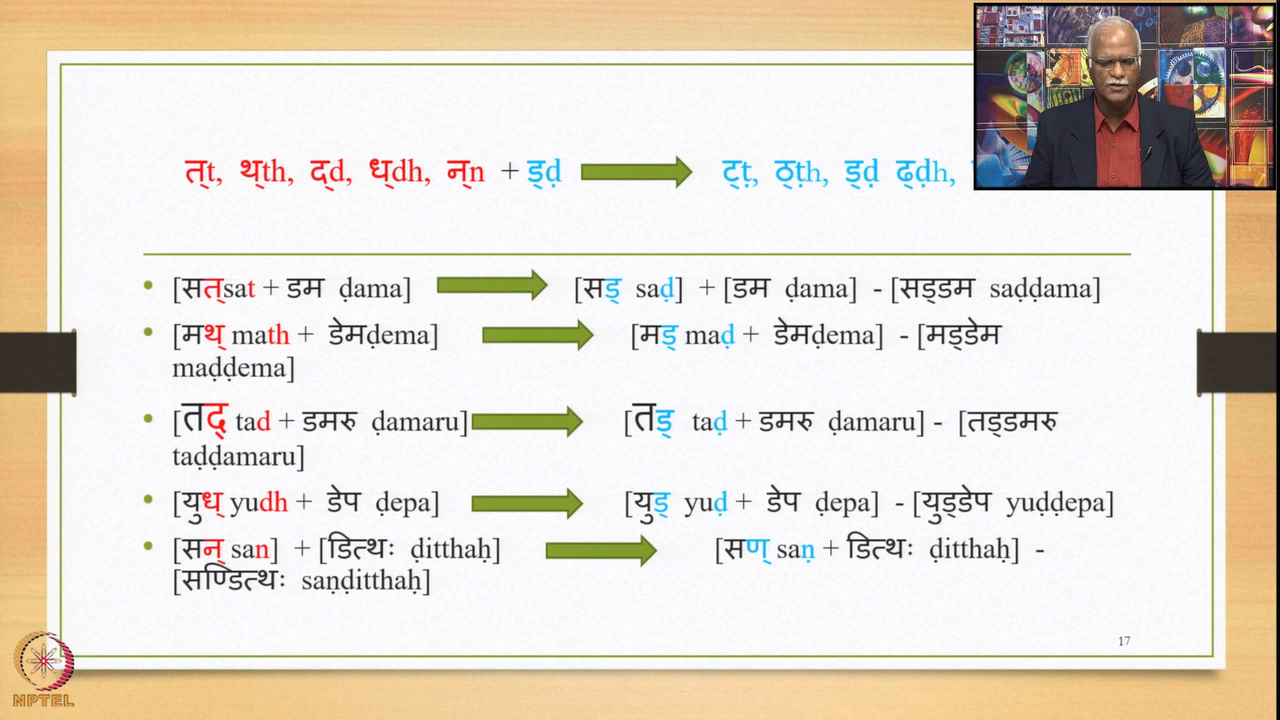 त्t, थ्th, द्d, ध्dh, न्n + ड्ḍ ट्ṭ, ठ्ṭh, ड्ḍ ढ्ḍh,
• [सत्sat + डम ḍama] [सड् saḍ] + [डम ḍama] - [सड्डम saḍḍama]
• [मथ् math + डेमḍema] [मड् maḍ + डेमḍema] - [मड्डेम
maḍḍema]
• [तद् tad + डमरु ḍamaru] [तड् taḍ + डमरु ḍamaru] - [तड्डमरु
taḍḍamaru]
• [युध् yudh + डेप ḍepa] [युड् yuḍ + डेप ḍepa] - [युड्डेप yuḍḍepa]
• [सन् san] + [डित्थः ḍitthaḥ] [सण् saṇ + डित्थः ḍitthaḥ] -
[सण्डित्थः saṇḍitthaḥ]
17
NPTEL